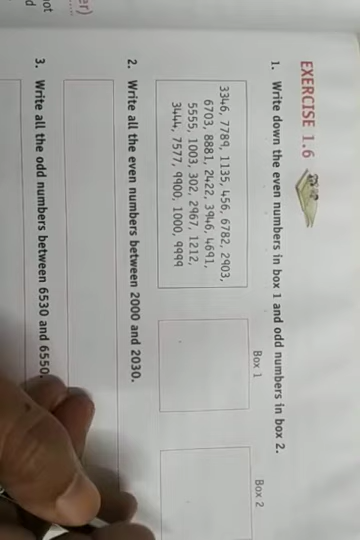 EXERCISE 1.6
1. Write down the even numbers in box 1 and odd numbers in box 2.
3346, 7789, 1135, 456, 6782, 2903,
6703, 8881, 2422, 3946, 4691,
5555, 1003, 302, 2967, 1212,
3444, 7577, 9900, 1000, 9999
Box 1
Box 2
2. Write all the even numbers between 2000 and 2030.
3. Write all the odd numbers between 6530 and 6550.
er)
not
d